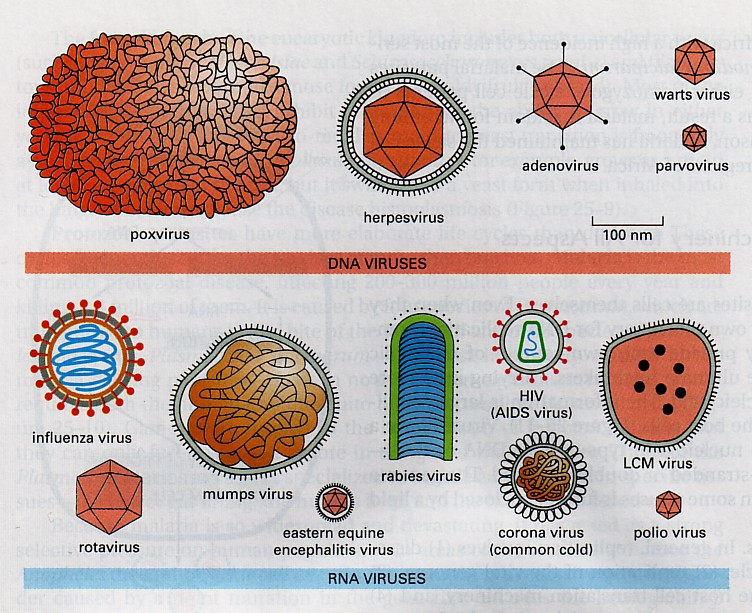 warts virus
adenovirus
parvovirus
herpesvirus
poxvirus
100 nm
DNA VIRUSES
influenza virus
HIV
(AIDS virus)
mumps virus
rabies virus
LCM virus
rotavirus
eastern equine
encephalitis virus
corona virus
(common cold)
polio virus
RNA VIRUSES